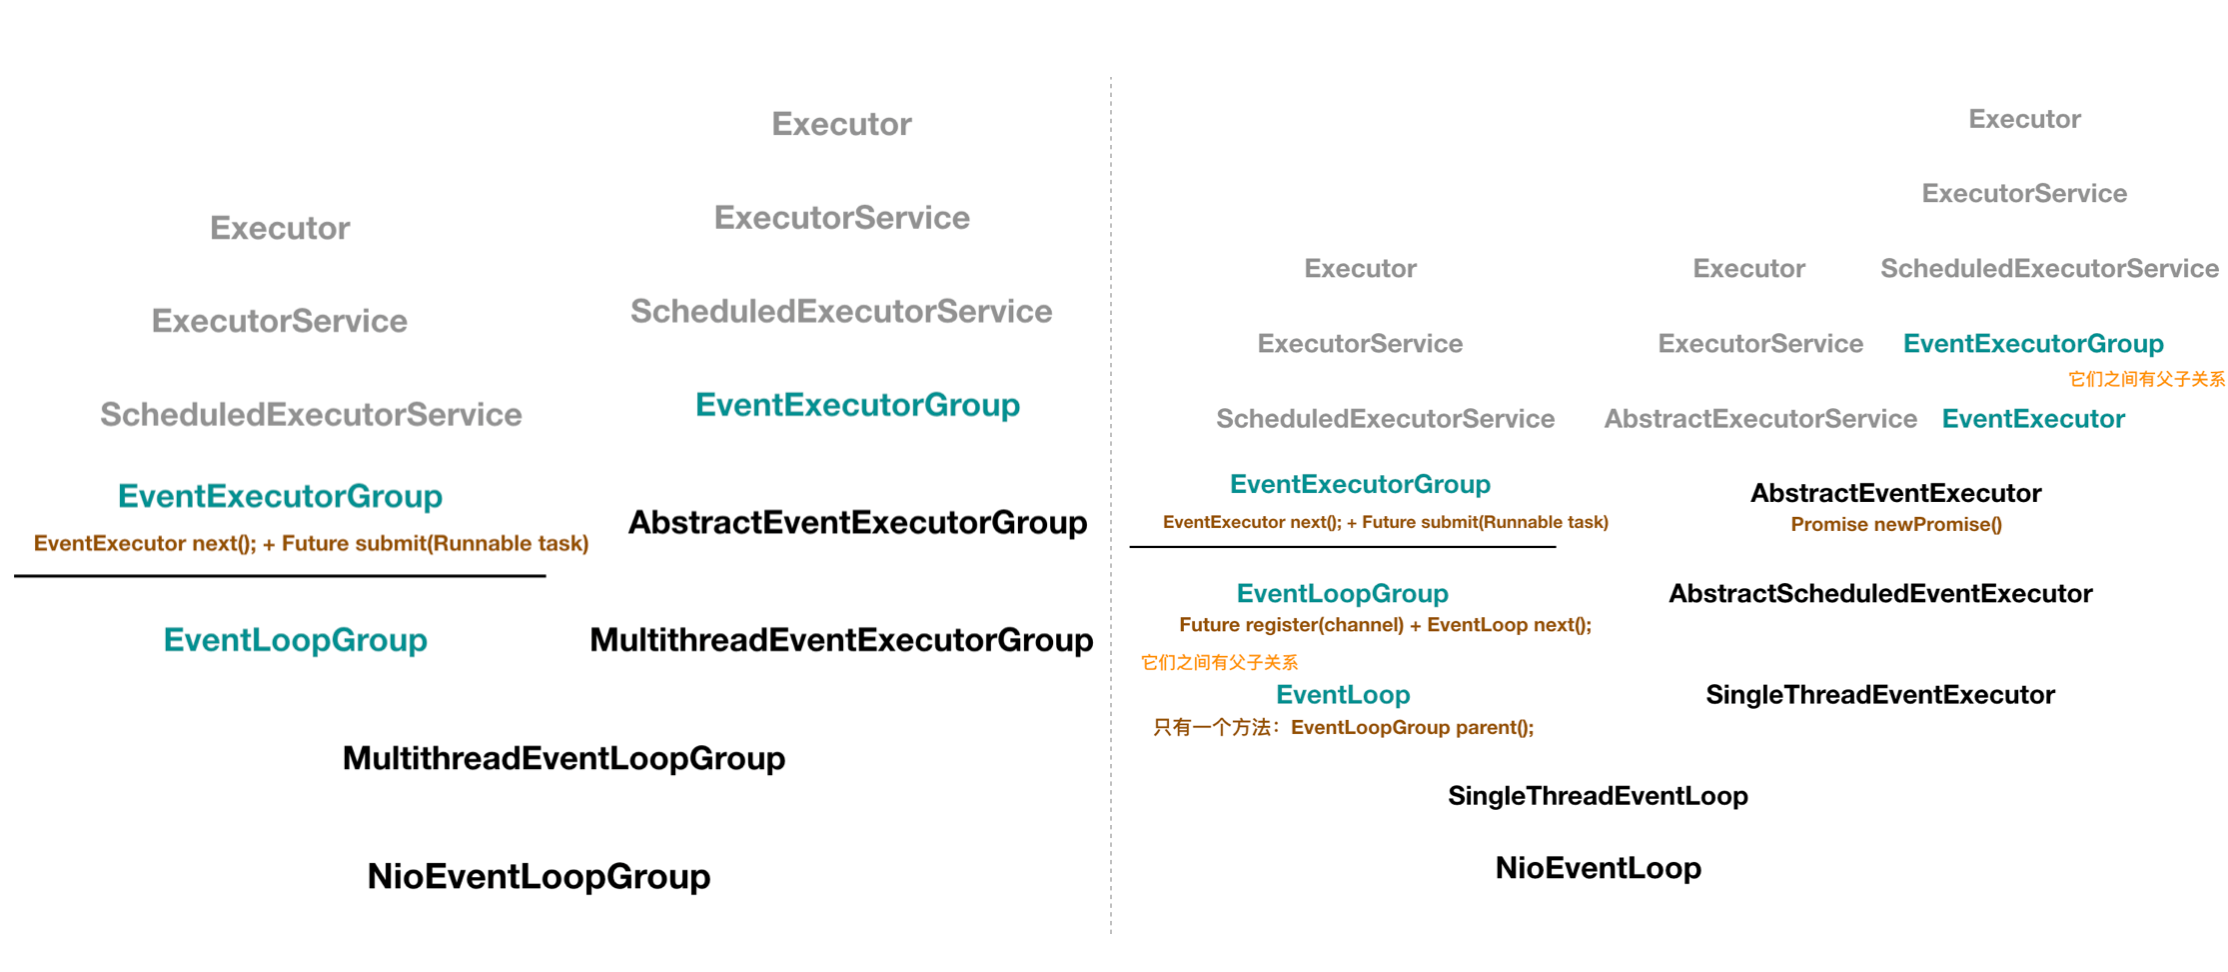 Executor
ExecutorService
ScheduledExecutorService
EventExecutorGroup
EventExecutor next(); + Future submit(Runnable task)
EventLoopGroup
Executor
ExecutorService
ScheduledExecutorService
EventExecutorGroup
AbstractEventExecutorGroup
MultithreadEventExecutorGroup
MultithreadEventLoopGroup
NioEventLoopGroup
Executor
ExecutorService
ScheduledExecutorService
EventExecutorGroup
EventExecutor next(); + Future submit(Runnable task)
EventLoopGroup
Future register(channel) + EventLoop next();
它们之间有父子关系
EventLoop
只有一个方法：EventLoopGroup parent();
Executor
ExecutorService
AbstractExecutorService
Executor
ExecutorService
ScheduledExecutorService
EventExecutorGroup
它们之间有父子关系
EventExecutor
AbstractEventExecutor
Promise newPromise()
AbstractScheduledEventExecutor
SingleThreadEventExecutor
SingleThreadEventLoop
NioEventLoop